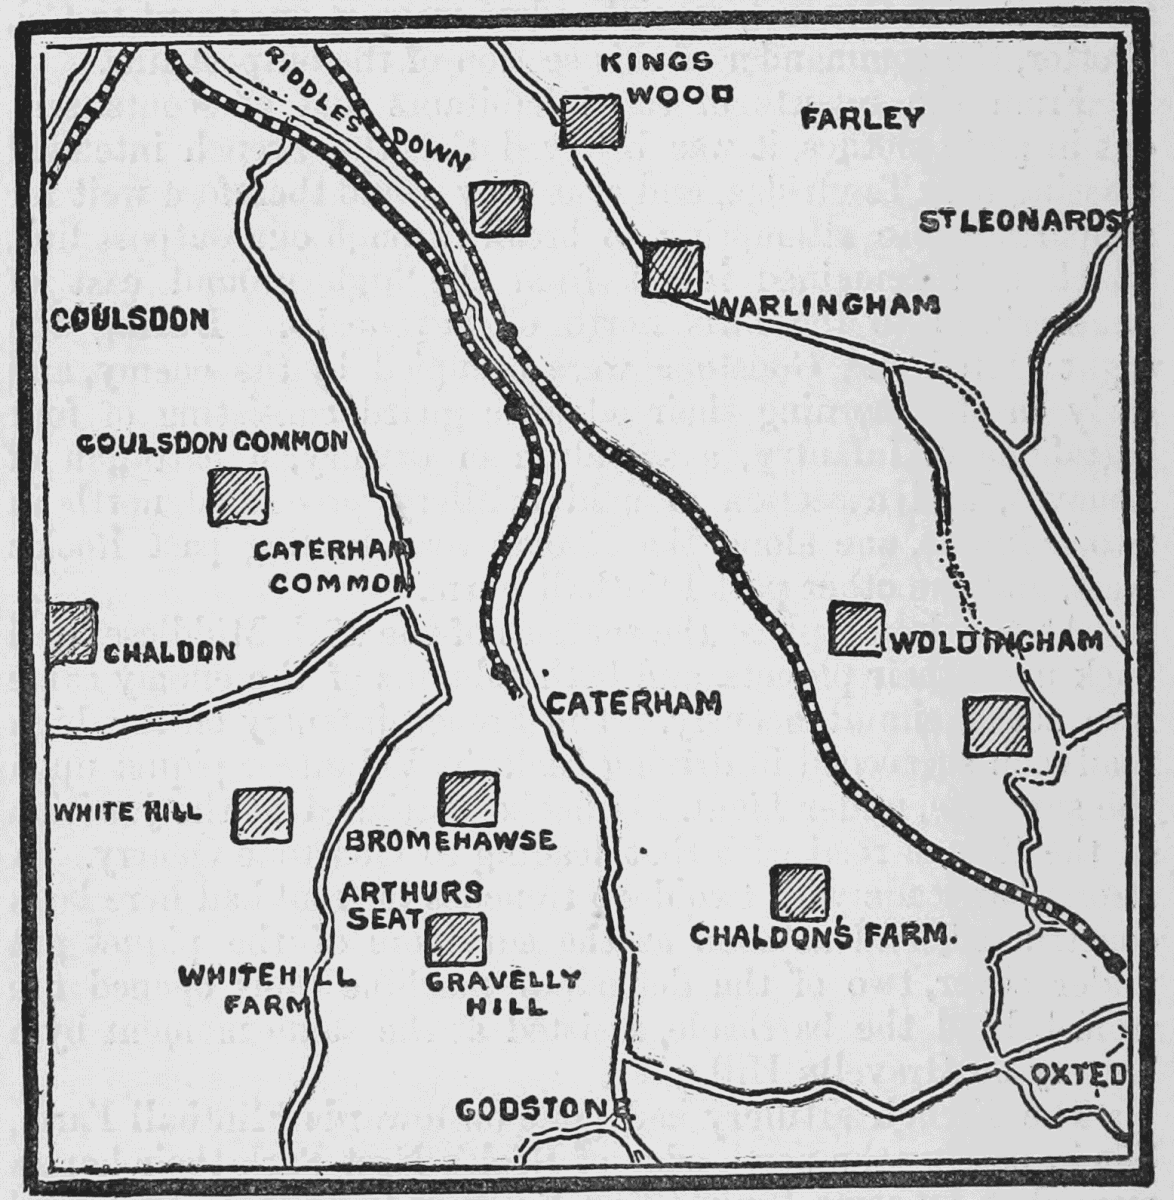 RIDDLES DOWN
KINGS
WOOD
FARLEY
ST LEONARDS
WARLINGHAM
COULSDON
COULSDON COMMON
CATERHAM
COMMON
CHALDON
WOLDINGHAM
CATERHAM
WHITE HILL
BROMEHAWSE
ARTHURS
SEAT
CHALDON'S FARM.
WHITEHILL
FARM
GRAVELLY
HILL
OXTED
GODSTONE